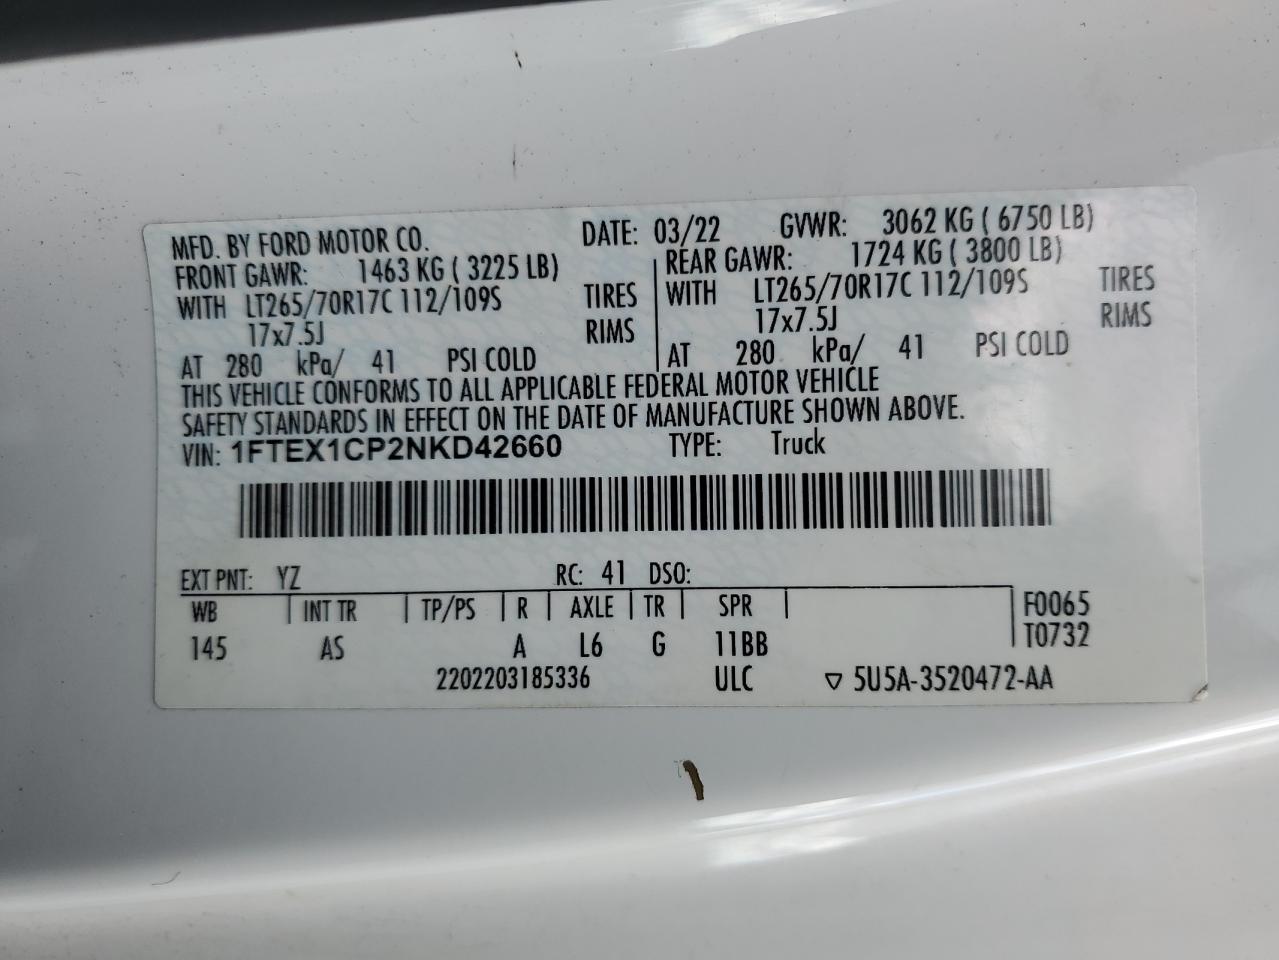 MFD. BY FORD MOTOR CO. DATE: 03/22 GVWR: 3062 KG ( 6750 LB)
FRONT GAWR: 1463 KG ( 3225 LB) REAR GAWR: 1724 KG ( 3800 LB)
WITH LT265/70R17C 112/109S TIRES WITH LT265/70R17C 112/109S TIRES
17x7.5J RIMS 17x7.5J RIMS
AT 280 kPa/ 41 PSI COLD AT 280 kPa/ 41 PSI COLD
THIS VEHICLE CONFORMS TO ALL APPLICABLE FEDERAL MOTOR VEHICLE
SAFETY STANDARDS IN EFFECT ON THE DATE OF MANUFACTURE SHOWN ABOVE.
VIN: 1FTEX1CP2NKD42660 TYPE: Truck
EXT PNT: YZ RC: 41 DSO:
WB INT TR TP/PS R AXLE TR SPR F0065
145 AS A L6 G 11BB T0732
2202203185336 ULC ▽ 5U5A-3520472-AA